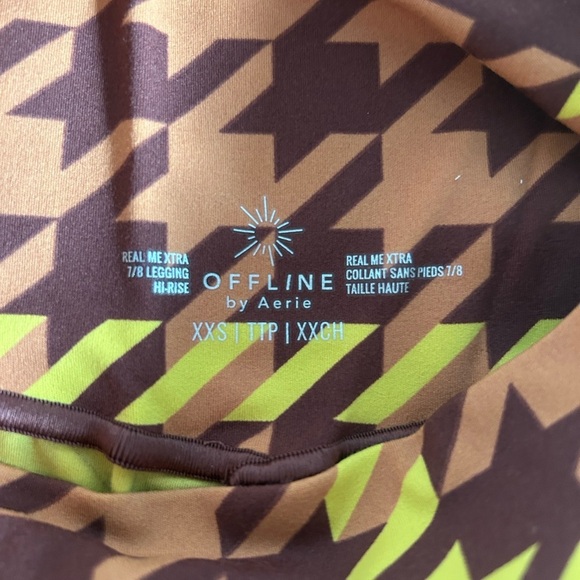 REAL ME XTRA
7/8 LEGGING
HI-RISE
OFFLINE
by Aerie
REAL ME XTRA
COLLANT SANS PIEDS 7/8
TAILLE HAUTE
XXS | TTP | XXCH